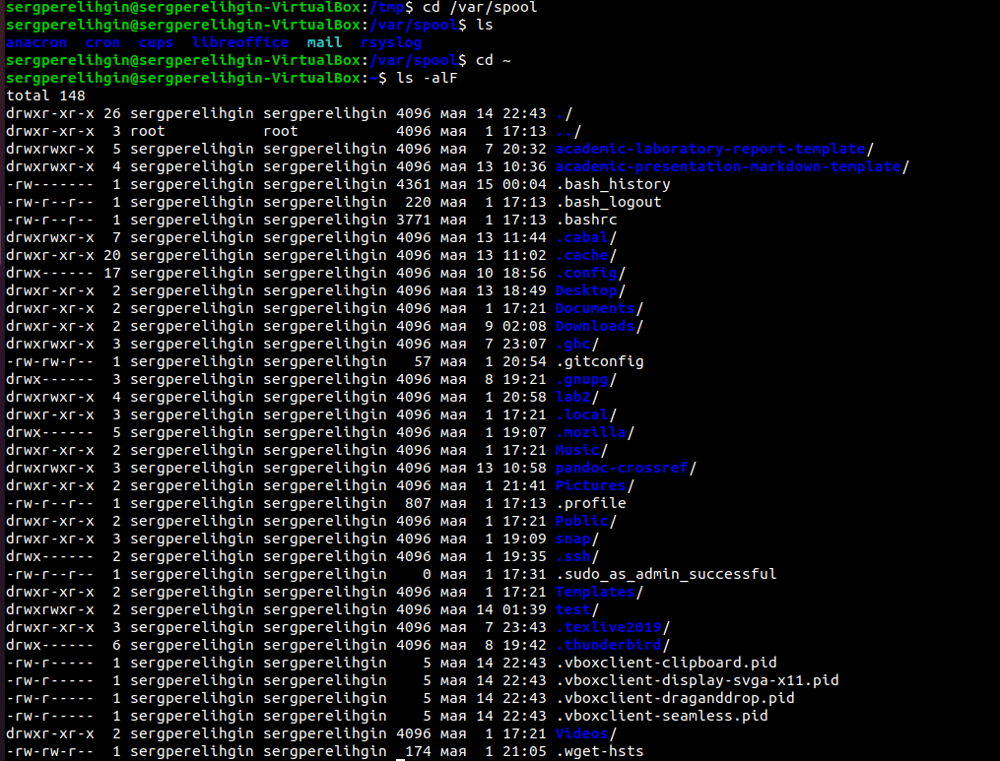 sergperelihgin@sergperelihgin-VirtualBox:/tmp$ cd /var/spool
sergperelihgin@sergperelihgin-VirtualBox:/var/spool$ ls
anacron  cron  cups  libreoffice  mail  rsyslog
sergperelihgin@sergperelihgin-VirtualBox:/var/spool$ cd ~
sergperelihgin@sergperelihgin-VirtualBox:~$ ls -alF
total 148
drwxr-xr-x 26 sergperelihgin sergperelihgin 4096 мая 14 22:43 ./
drwxr-xr-x  3 root           root           4096 мая  1 17:13 ../
drwxrwxr-x  5 sergperelihgin sergperelihgin 4096 мая  7 20:32 academic-laboratory-report-template/
drwxrwxr-x  4 sergperelihgin sergperelihgin 4096 мая 13 10:36 academic-presentation-markdown-template/
-rw-------  1 sergperelihgin sergperelihgin 4361 мая 15 00:04 .bash_history
-rw-r--r--  1 sergperelihgin sergperelihgin  220 мая  1 17:13 .bash_logout
-rw-r--r--  1 sergperelihgin sergperelihgin 3771 мая  1 17:13 .bashrc
drwxrwxr-x  7 sergperelihgin sergperelihgin 4096 мая 13 11:44 .cabal/
drwxr-xr-x 20 sergperelihgin sergperelihgin 4096 мая 13 11:02 .cache/
drwx------ 17 sergperelihgin sergperelihgin 4096 мая 10 18:56 .config/
drwxr-xr-x  2 sergperelihgin sergperelihgin 4096 мая 13 18:49 Desktop/
drwxr-xr-x  2 sergperelihgin sergperelihgin 4096 мая  1 17:21 Documents/
drwxr-xr-x  2 sergperelihgin sergperelihgin 4096 мая  9 02:08 Downloads/
drwxrwxr-x  3 sergperelihgin sergperelihgin 4096 мая  7 23:07 .ghc/
-rw-rw-r--  1 sergperelihgin sergperelihgin   57 мая  1 20:54 .gitconfig
drwx------  3 sergperelihgin sergperelihgin 4096 мая  8 19:21 .gnupg/
drwxrwxr-x  4 sergperelihgin sergperelihgin 4096 мая  1 20:58 lab2/
drwxr-xr-x  3 sergperelihgin sergperelihgin 4096 мая  1 17:21 .local/
drwx------  5 sergperelihgin sergperelihgin 4096 мая  1 19:07 .mozilla/
drwxr-xr-x  2 sergperelihgin sergperelihgin 4096 мая  1 17:21 Music/
drwxrwxr-x  3 sergperelihgin sergperelihgin 4096 мая 13 10:58 pandoc-crossref/
drwxr-xr-x  2 sergperelihgin sergperelihgin 4096 мая  1 21:41 Pictures/
-rw-r--r--  1 sergperelihgin sergperelihgin  807 мая  1 17:13 .profile
drwxr-xr-x  2 sergperelihgin sergperelihgin 4096 мая  1 17:21 Public/
drwxr-xr-x  3 sergperelihgin sergperelihgin 4096 мая  1 19:09 snap/
drwx------  2 sergperelihgin sergperelihgin 4096 мая  1 19:35 .ssh/
-rw-r--r--  1 sergperelihgin sergperelihgin    0 мая  1 17:31 .sudo_as_admin_successful
drwxr-xr-x  2 sergperelihgin sergperelihgin 4096 мая  1 17:21 Templates/
drwxrwxr-x  2 sergperelihgin sergperelihgin 4096 мая 14 01:39 test/
drwxr-xr-x  3 sergperelihgin sergperelihgin 4096 мая  7 23:43 .texlive2019/
drwx------  6 sergperelihgin sergperelihgin 4096 мая  8 19:42 .thunderbird/
-rw-r-----  1 sergperelihgin sergperelihgin    5 мая 14 22:43 .vboxclient-clipboard.pid
-rw-r-----  1 sergperelihgin sergperelihgin    5 мая 14 22:43 .vboxclient-display-svga-x11.pid
-rw-r-----  1 sergperelihgin sergperelihgin    5 мая 14 22:43 .vboxclient-draganddrop.pid
-rw-r-----  1 sergperelihgin sergperelihgin    5 мая 14 22:43 .vboxclient-seamless.pid
drwxr-xr-x  2 sergperelihgin sergperelihgin 4096 мая  1 17:21 Videos/
-rw-rw-r--  1 sergperelihgin sergperelihgin  174 мая  1 21:05 .wget-hsts